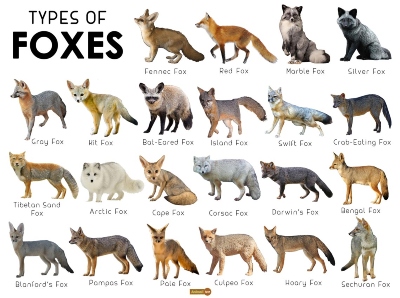 TYPES OF
FOXES
Fennec Fox
Red Fox
Marble Fox
Silver Fox
Gray Fox
Kit Fox
Bat-Eared Fox
Island Fox
Swift Fox
Crab-Eating Fox
Tibetan Sand
Fox
Arctic Fox
Cape Fox
Corsac Fox
Darwin's Fox
Bengal Fox
Blanford's Fox
Pampas Fox
Pale Fox
Culpeo Fox
Hoary Fox
Sechuran Fox